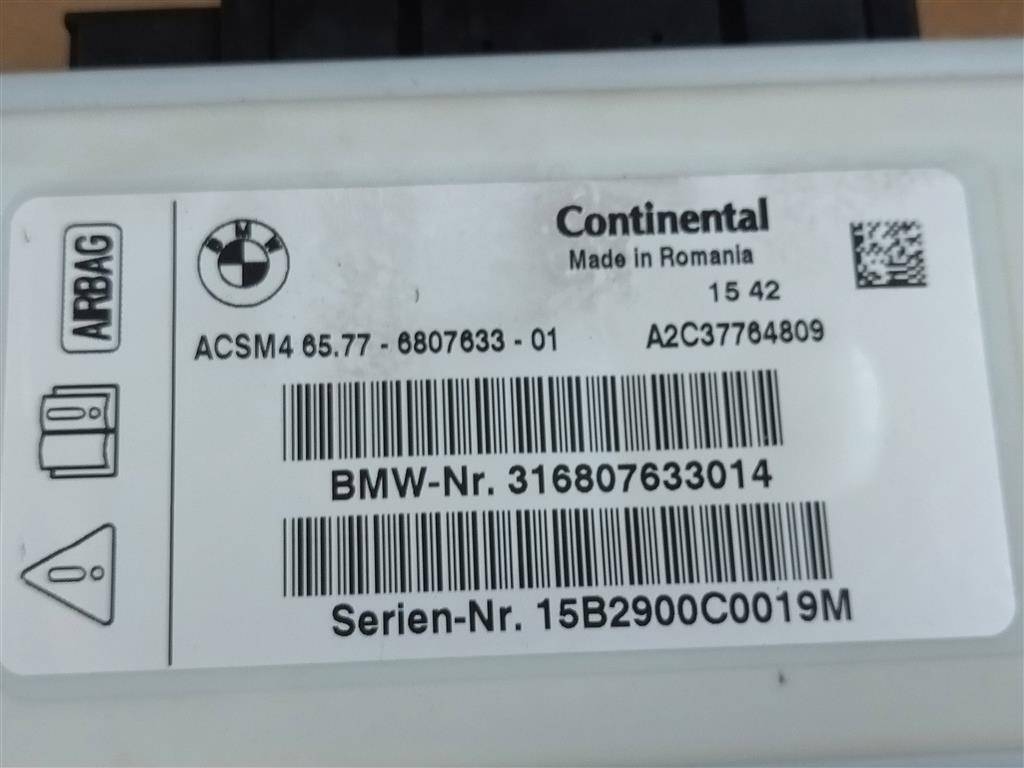 AIRBAG
BMW
Continental
Made in Romania
15 42
ACSM4 65.77 - 6807633 - 01
A2C37764809
BMW-Nr. 316807633014
Serien-Nr. 15B2900C0019M